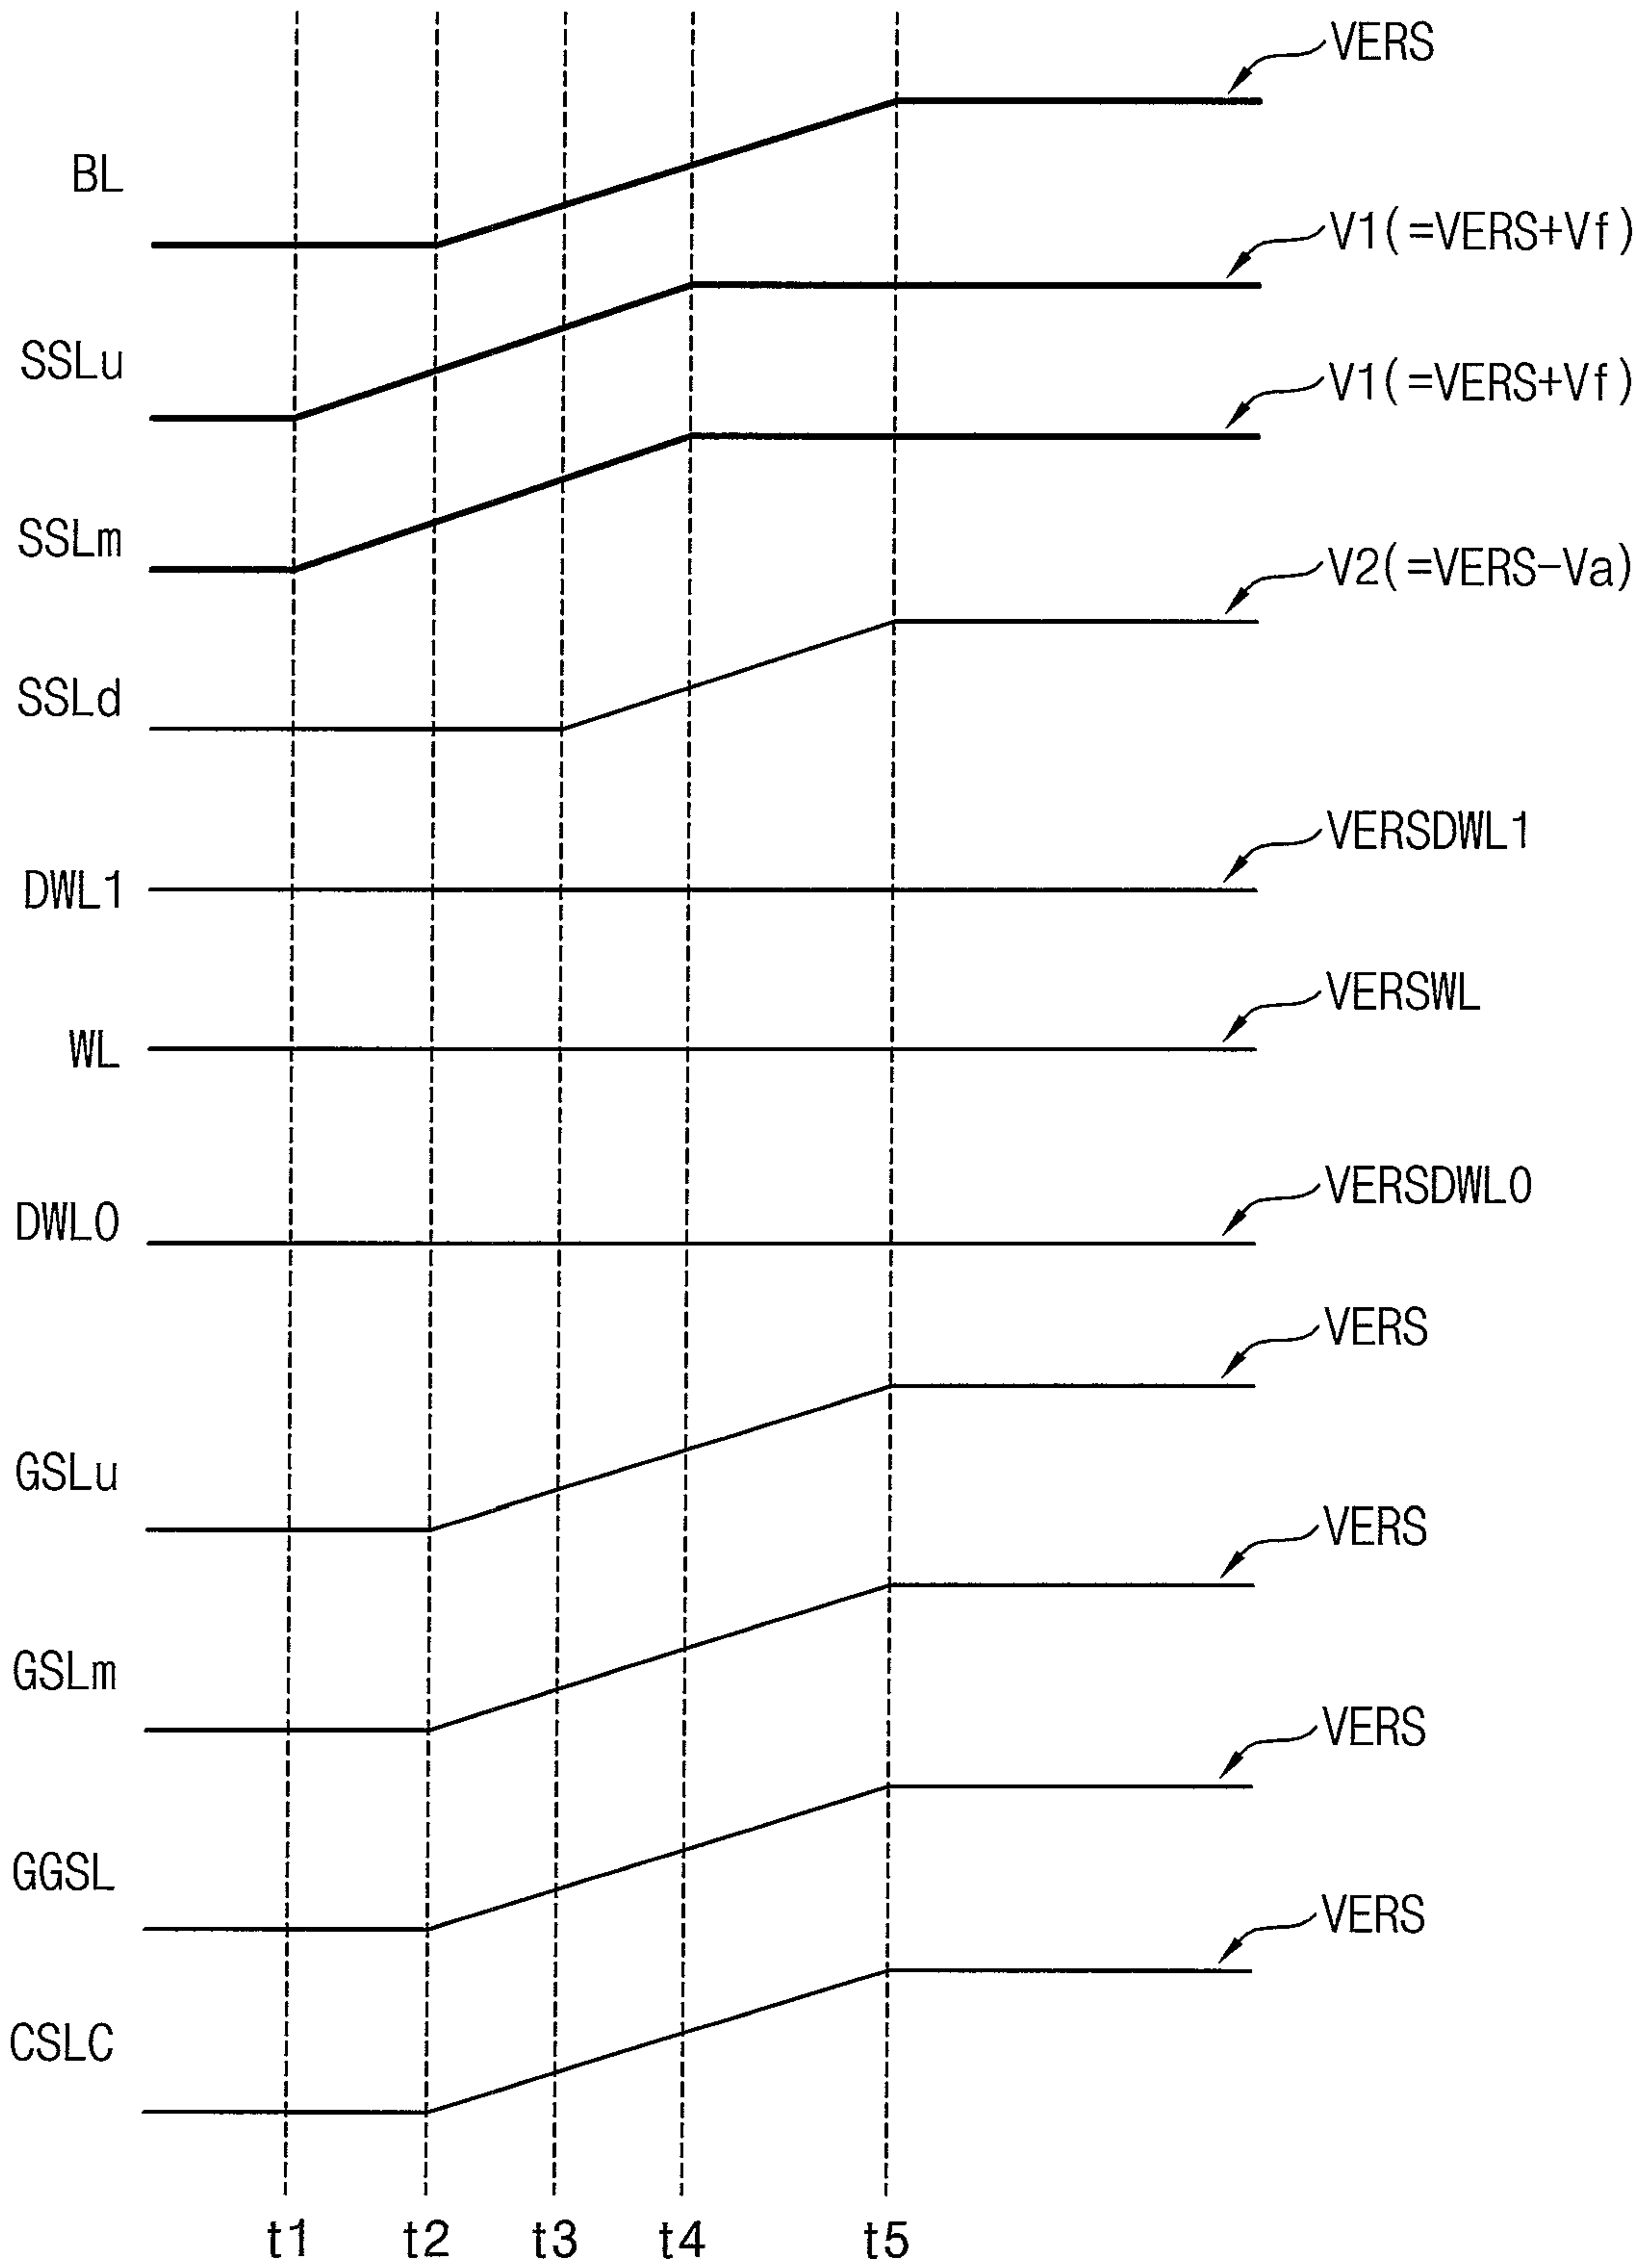 VERS
BL
V1(=VERS+Vf)
SSLu
V1(=VERS+Vf)
SSLm
V2(=VERS-Va)
SSLd
VERSDWL1
DWL1
VERSWL
WL
VERSDWL0
DWL0
VERS
GSLu
VERS
GSLm
VERS
GGSL
VERS
CSLC
t1 t2 t3 t4 t5